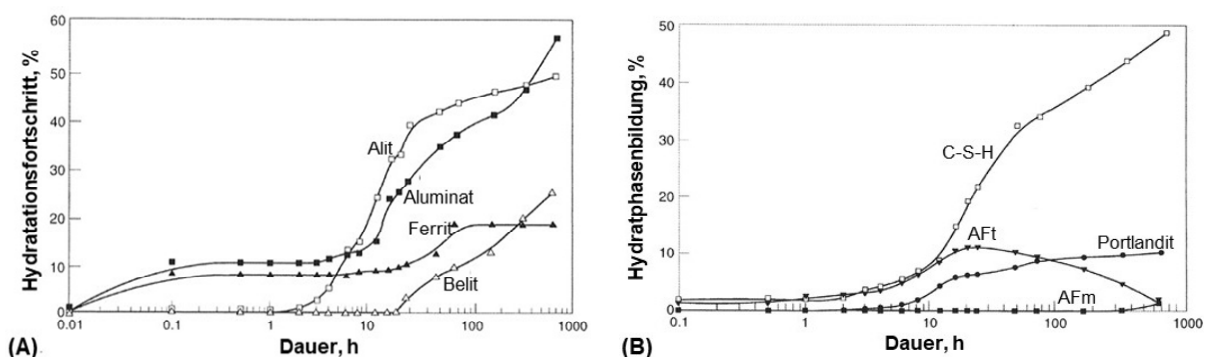 Hydratationsfortschritt, %
60
50
40
30
20
10
0
Alit
Aluminat
Ferrit
Belit
0.01 0.1 1 10 100 1000
(A) Dauer, h
Hydratphasenbildung, %
50
40
30
20
10
0
C-S-H
AFt
Portlandit
AFm
0.1 1 10 100 1000
(B) Dauer, h